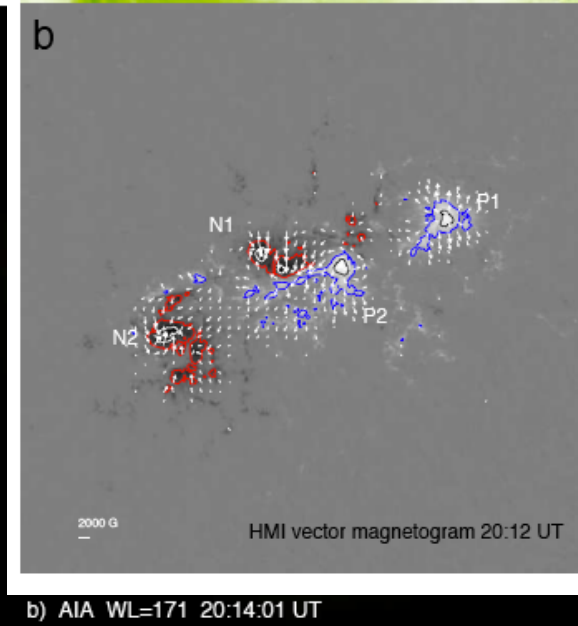 b
P1
N1
P2
N2
2000 G
HMI vector magnetogram 20:12 UT
b) AIA WL=171 20:14:01 UT